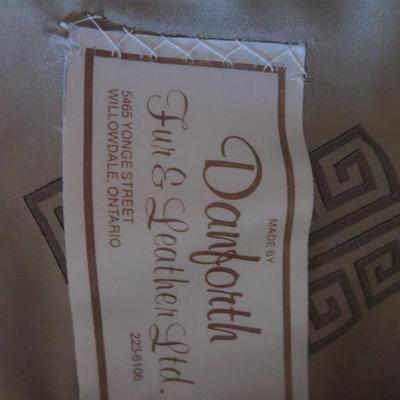 MADE BY
Danforth
Fur & Leather Ltd.
5465 YONGE STREET
WILLOWDALE, ONTARIO
223-6106